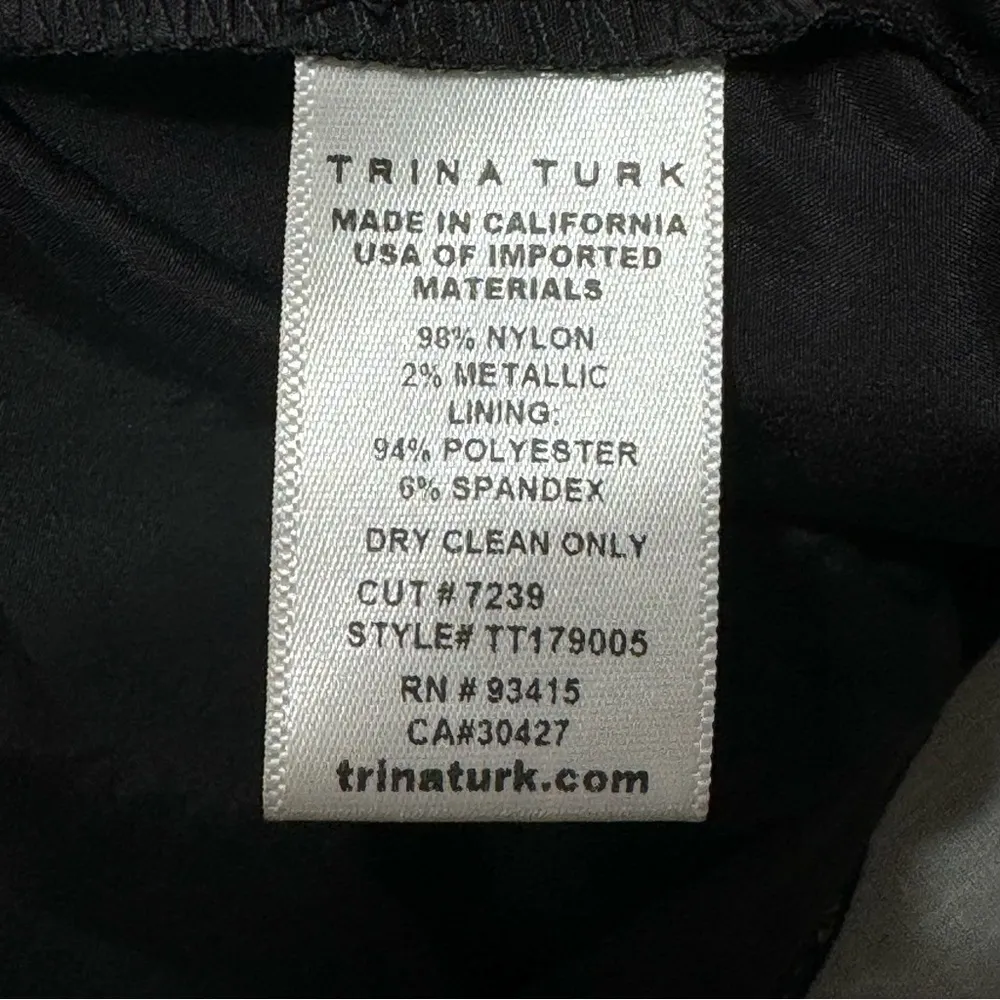 TRINA TURK
MADE IN CALIFORNIA
USA OF IMPORTED
MATERIALS
98% NYLON
2% METALLIC
LINING:
94% POLYESTER
6% SPANDEX
DRY CLEAN ONLY
CUT # 7239
STYLE# TT179005
RN # 93415
CA#30427
trinaturk.com